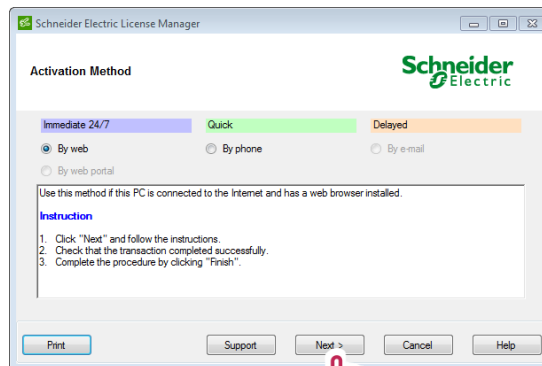 Schneider Electric License Manager
Activation Method
Schneider
Electric
Immediate 24/7
Quick
Delayed
By web
By phone
By e-mail
By web portal
Use this method if this PC is connected to the Internet and has a web browser installed.
Instruction
1. Click "Next" and follow the instructions.
2. Check that the transaction completed successfully.
3. Complete the procedure by clicking "Finish".
Print
Support
Next >
Cancel
Help